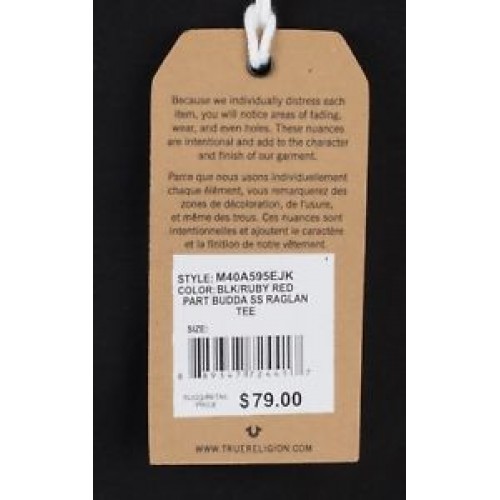 Because we individually distress each
item, you will notice areas of fading,
wear, and even holes. These nuances
are intentional and add to the character
and finish of our garment.
Parce que nous usons individuellement
chaque élément, vous remarquerez des
zones de décoloration, de l'usure,
et même des trous. Ces nuances sont
intentionnelles et ajoutent le caractère
et la finition de notre vêtement.
STYLE: M40A595EJK
COLOR: BLK/RUBY RED
PART BUDDA SS RAGLAN
TEE
SIZE:
PRICE $79.00
WWW.TRUERELIGION.COM